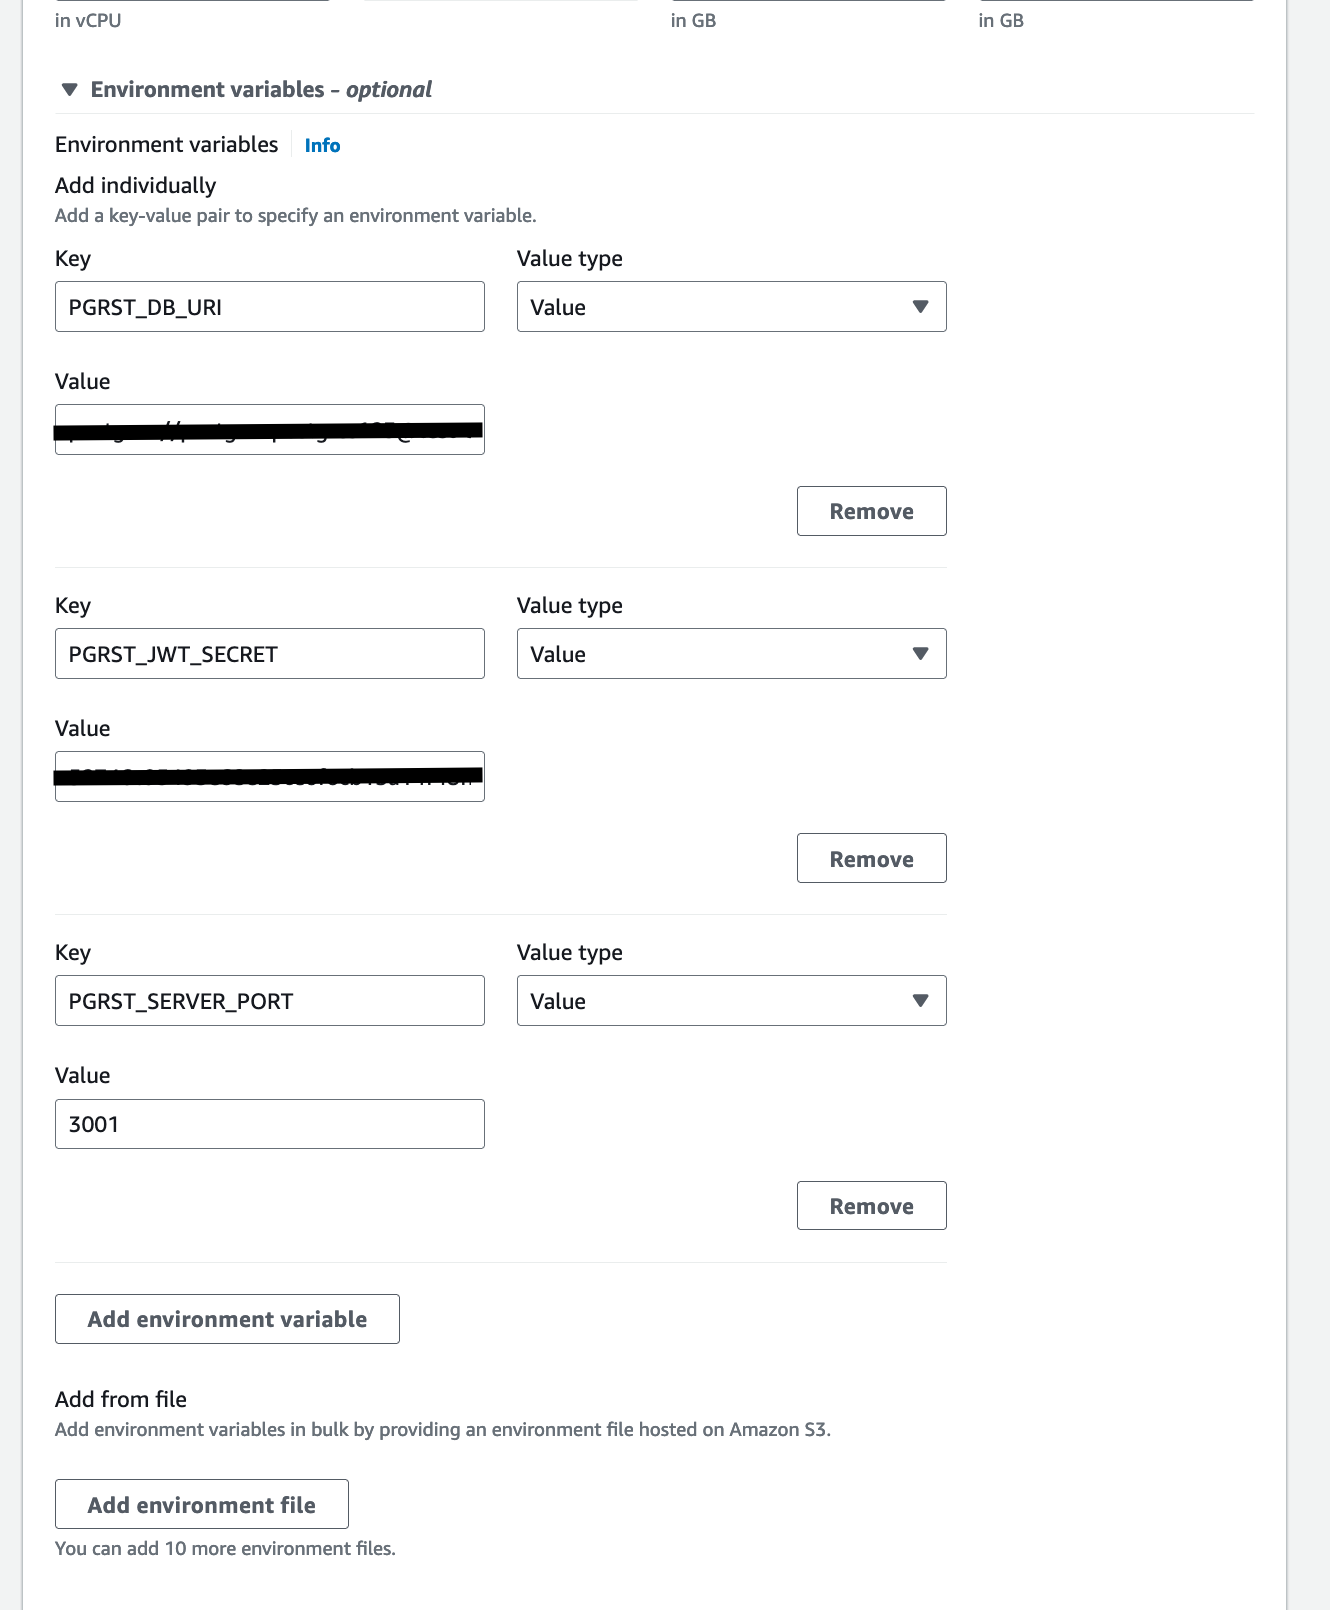 in vCPU
in GB
in GB
Environment variables - optional
Environment variables
Info
Add individually
Add a key-value pair to specify an environment variable.
Key
Value type
PGRST_DB_URI
Value
Value
Remove
Key
Value type
PGRST_JWT_SECRET
Value
Value
Remove
Key
Value type
PGRST_SERVER_PORT
Value
Value
3001
Remove
Add environment variable
Add from file
Add environment variables in bulk by providing an environment file hosted on Amazon S3.
Add environment file
You can add 10 more environment files.